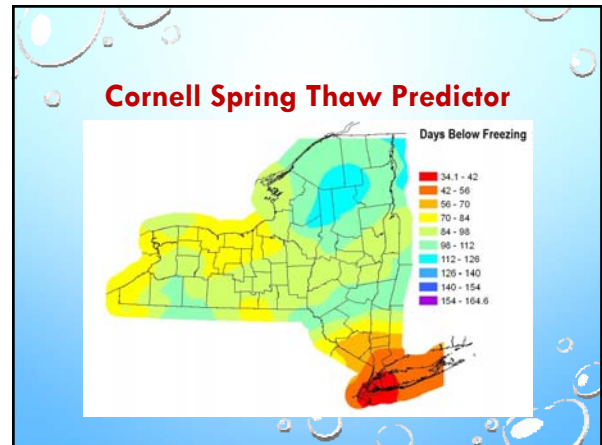 Cornell Spring Thaw Predictor
Days Below Freezing
34.1 - 42
42 - 56
56 - 70
70 - 84
84 - 98
98 - 112
112 - 126
126 - 140
140 - 154
154 - 164.6